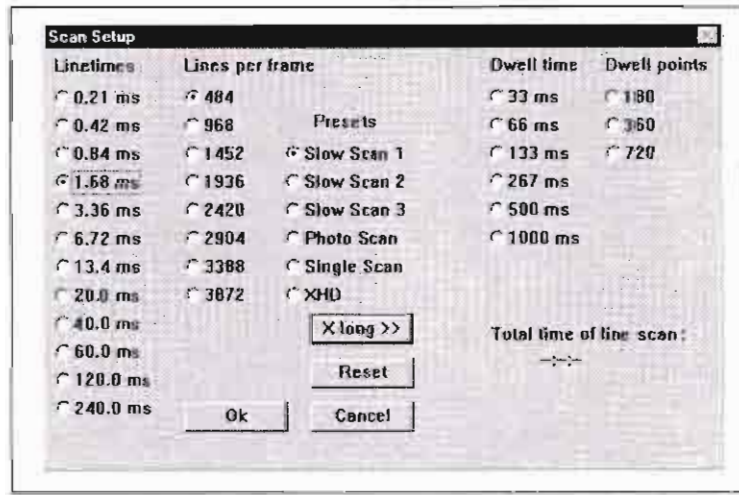 Scan Setup
Linetimes
0.21 ms
0.42 ms
0.84 ms
1.68 ms
3.36 ms
6.72 ms
13.4 ms
20.0 ms
40.0 ms
60.0 ms
120.0 ms
240.0 ms
Lines per frame
484
968
1452
1936
2420
2904
3388
3872
Presets
Slow Scan 1
Slow Scan 2
Slow Scan 3
Photo Scan
Single Scan
XHD
X long >>
Reset
Ok
Cancel
Dwell time
33 ms
66 ms
133 ms
267 ms
500 ms
1000 ms
Dwell points
180
360
720
Total time of line scan:
--:--:--